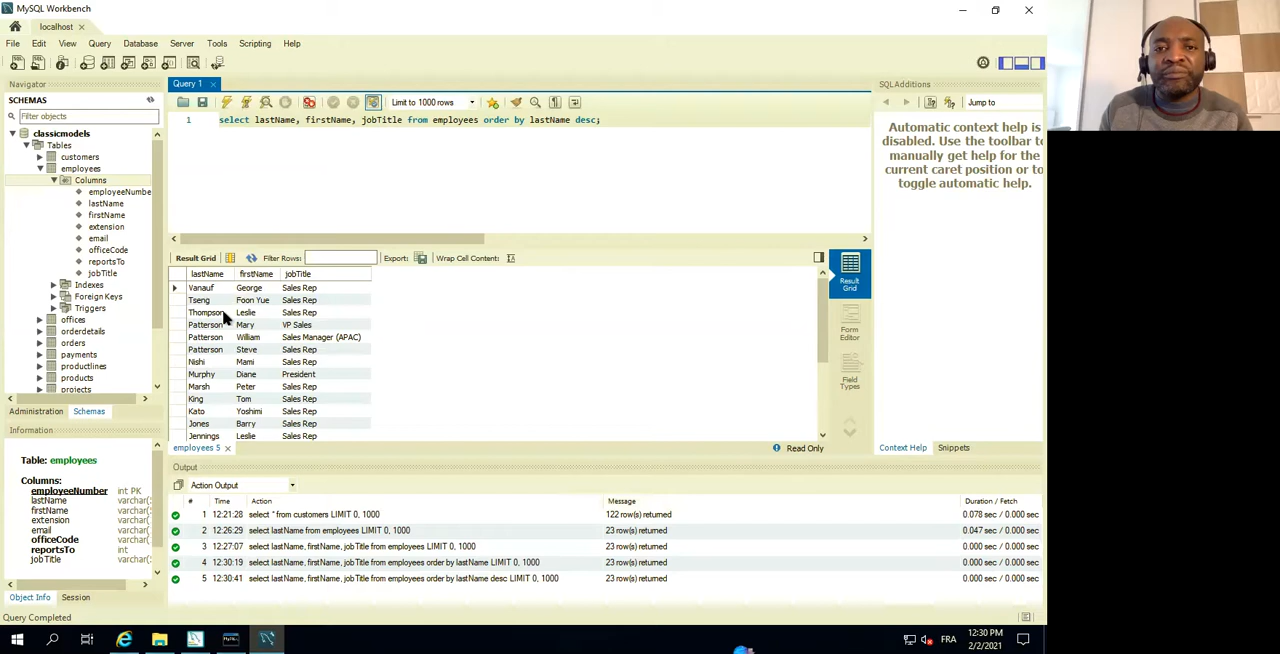 MySQL Workbench
localhost
File Edit View Query Database Server Tools Scripting Help
Navigator
SCHEMAS
Filter objects
classicmodels
Tables
customers
employees
Columns
employeeNumbe
lastName
firstName
extension
email
officeCode
reportsTo
jobTitle
Indexes
Foreign Keys
Triggers
offices
orderdetails
orders
payments
productlines
products
projects
Administration Schemas
Information
Table: employees
Columns:
employeeNumber int PK
lastName varchar(
firstName varchar(
extension varchar(
email varchar(
officeCode varchar(
reportsTo int
jobTitle varchar(
Object Info Session
Query Completed
Query 1
Limit to 1000 rows
1 select lastName, firstName, jobTitle from employees order by lastName desc;
Result Grid Filter Rows: Export: Wrap Cell Content:
lastName firstName jobTitle
Vanauf George Sales Rep
Tseng Foon Yue Sales Rep
Thompson Leslie Sales Rep
Patterson Mary VP Sales
Patterson William Sales Manager (APAC)
Patterson Steve Sales Rep
Nishi Mami Sales Rep
Murphy Diane President
Marsh Peter Sales Rep
King Tom Sales Rep
Kato Yoshimi Sales Rep
Jones Barry Sales Rep
Jennings Leslie Sales Rep
Result Grid
Form Editor
Field Types
employees 5
Read Only
Output
Action Output
# Time Action Message Duration / Fetch
1 12:21:28 select * from customers LIMIT 0, 1000 122 row(s) returned 0.078 sec / 0.000 sec
2 12:26:29 select lastName from employees LIMIT 0, 1000 23 row(s) returned 0.047 sec / 0.000 sec
3 12:27:07 select lastName, firstName, jobTitle from employees LIMIT 0, 1000 23 row(s) returned 0.000 sec / 0.000 sec
4 12:30:19 select lastName, firstName, jobTitle from employees order by lastName LIMIT 0, 1000 23 row(s) returned 0.000 sec / 0.000 sec
5 12:30:41 select lastName, firstName, jobTitle from employees order by lastName desc LIMIT 0, 1000 23 row(s) returned 0.000 sec / 0.000 sec
SQLAdditions
Jump to
Automatic context help is
disabled. Use the toolbar to
manually get help for the
current caret position or to
toggle automatic help.
Context Help Snippets
FRA
12:30 PM
2/2/2021